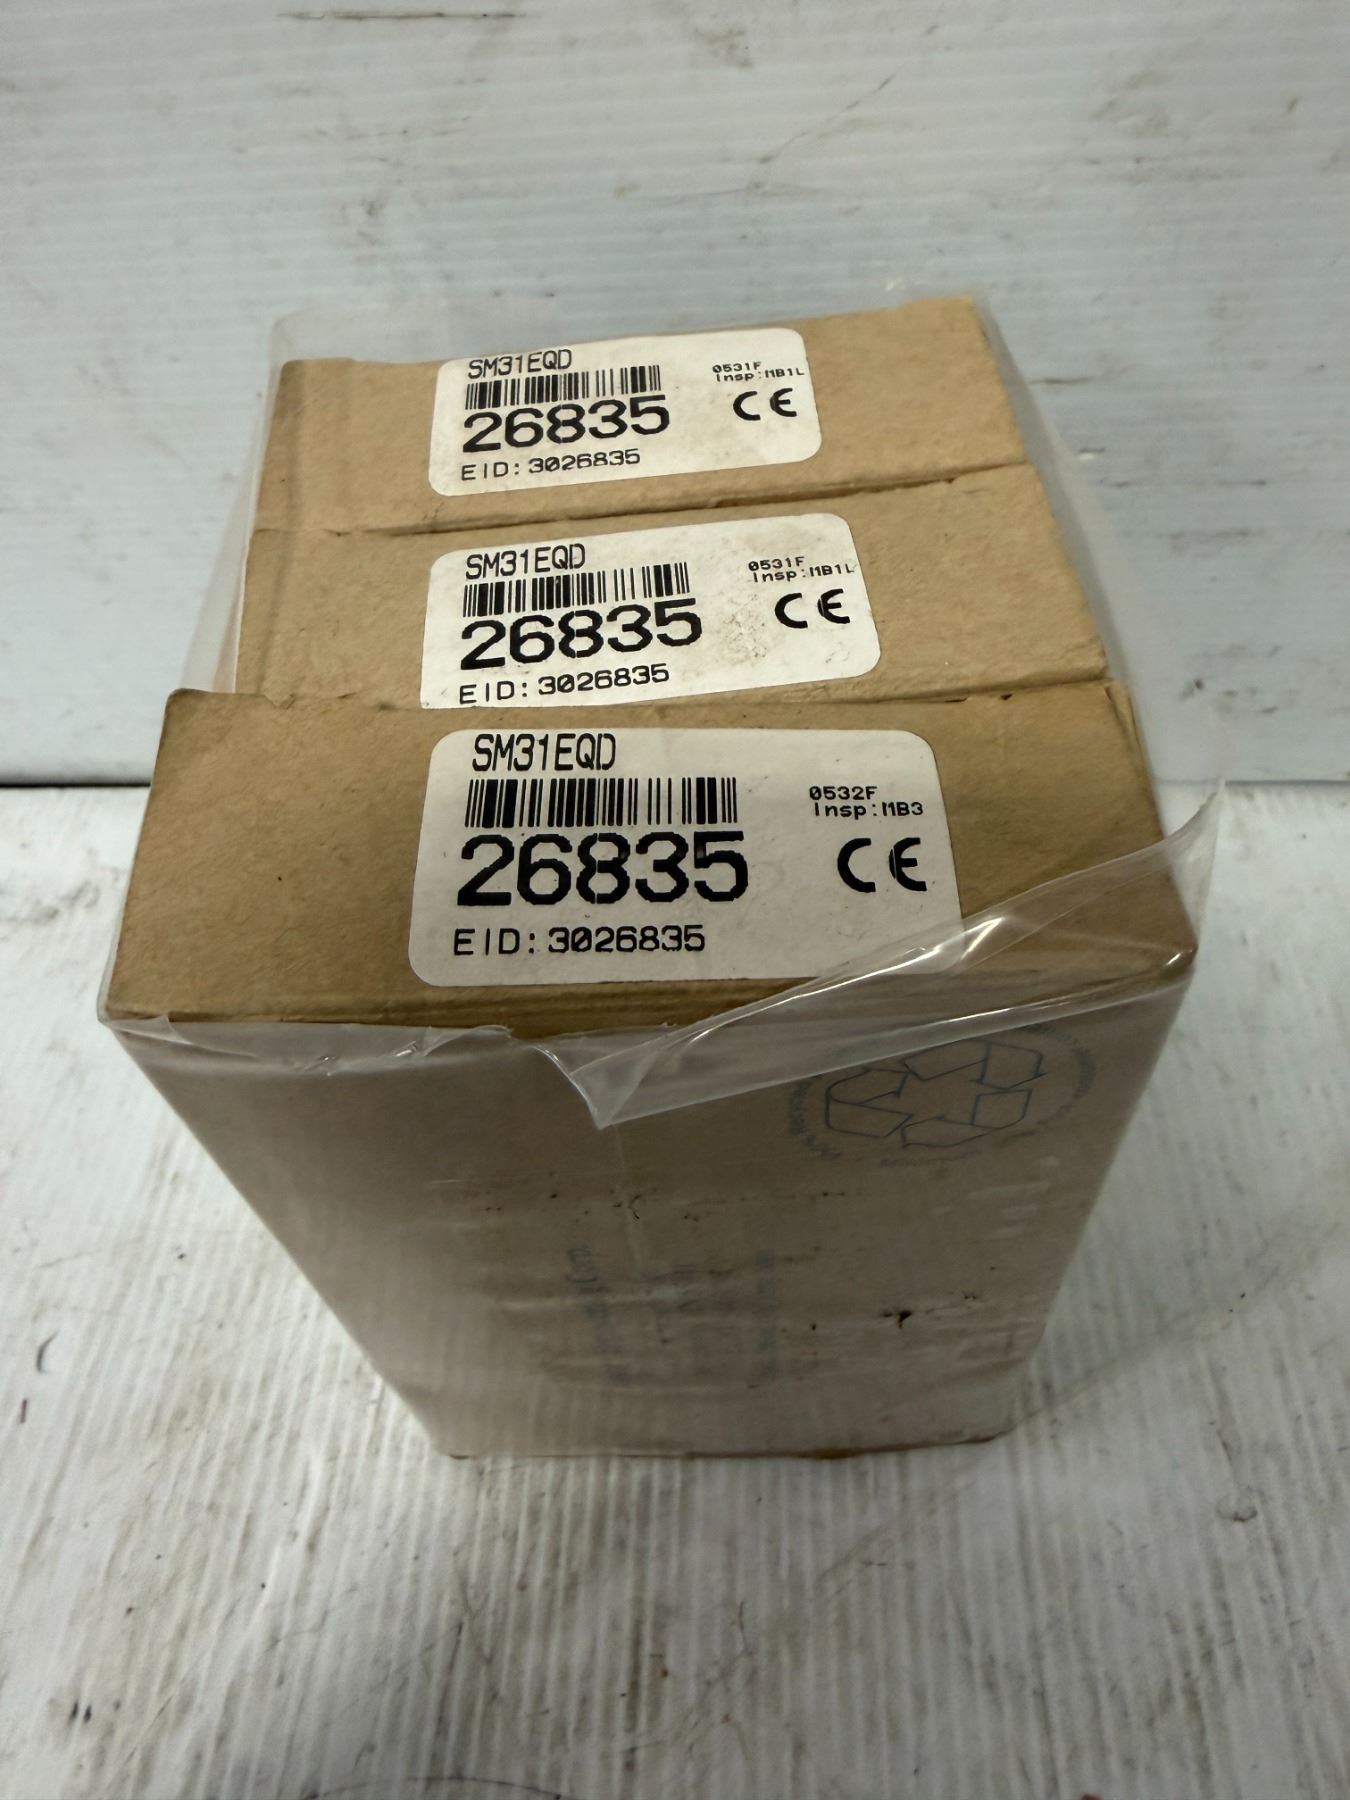 SM31EQD
0531F
Insp:MB1L
26835
CE
EID:3026835
SM31EQD
0531F
Insp:MB1L
26835
CE
EID:3026835
SM31EQD
0532F
Insp:MB3
26835
CE
EID:3026835